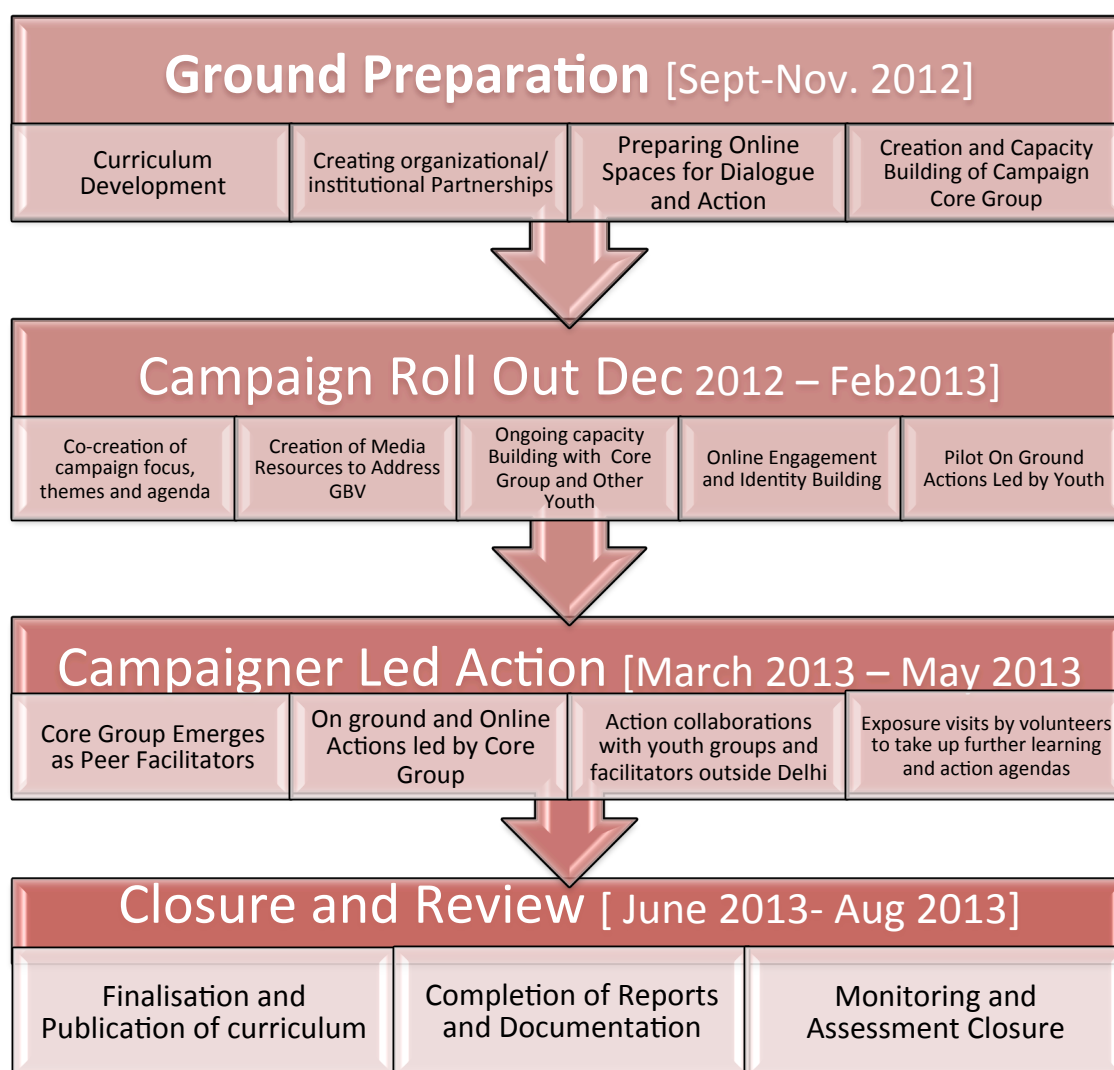 Ground Preparation [Sept-Nov. 2012]
Curriculum
Development
Creating organizational/
institutional Partnerships
Preparing Online
Spaces for Dialogue
and Action
Creation and Capacity
Building of Campaign
Core Group
Campaign Roll Out Dec 2012 – Feb2013]
Co-creation of
campaign focus,
themes and agenda
Creation of Media
Resources to Address
GBV
Ongoing capacity
Building with Core
Group and Other
Youth
Online Engagement
and Identity Building
Pilot On Ground
Actions Led by Youth
Campaigner Led Action [March 2013 – May 2013
Core Group Emerges
as Peer Facilitators
On ground and Online
Actions led by Core
Group
Action collaborations
with youth groups and
facilitators outside Delhi
Exposure visits by volunteers
to take up further learning
and action agendas
Closure and Review [ June 2013- Aug 2013]
Finalisation and
Publication of curriculum
Completion of Reports
and Documentation
Monitoring and
Assessment Closure